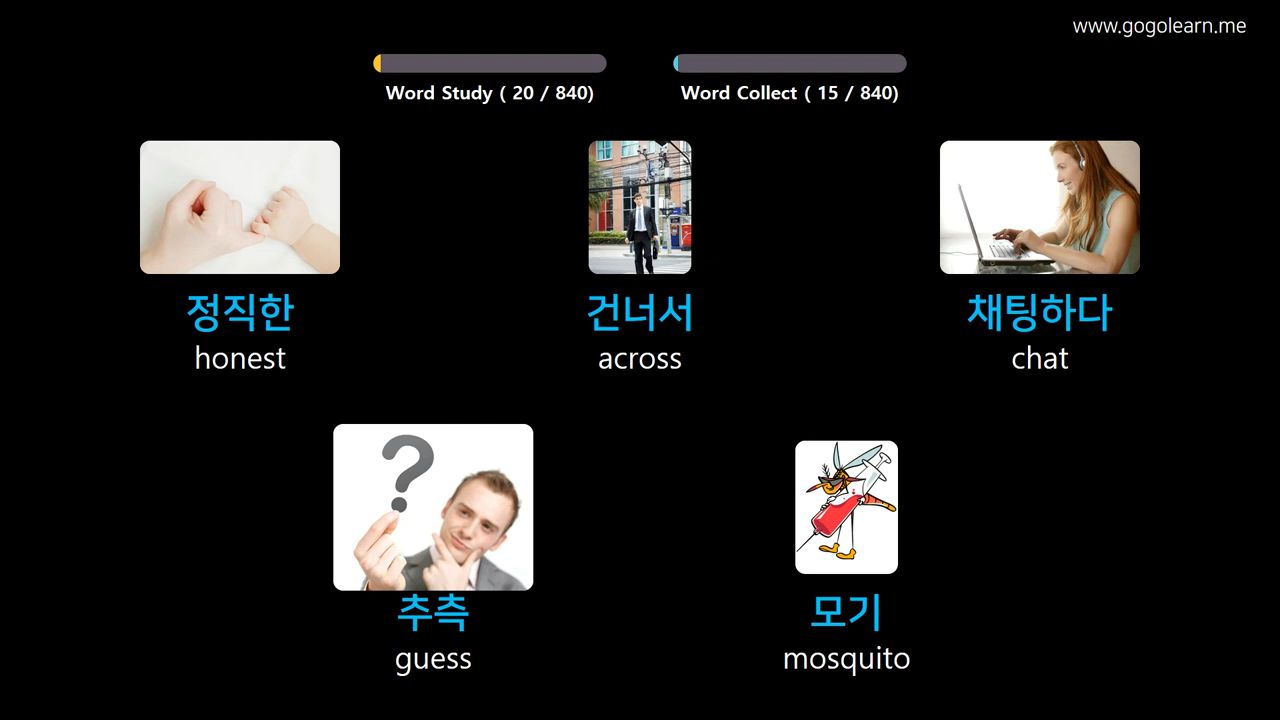 www.gogolearn.me
Word Study ( 20 / 840)
Word Collect ( 15 / 840)
정직한
honest
건너서
across
채팅하다
chat
추측
guess
모기
mosquito